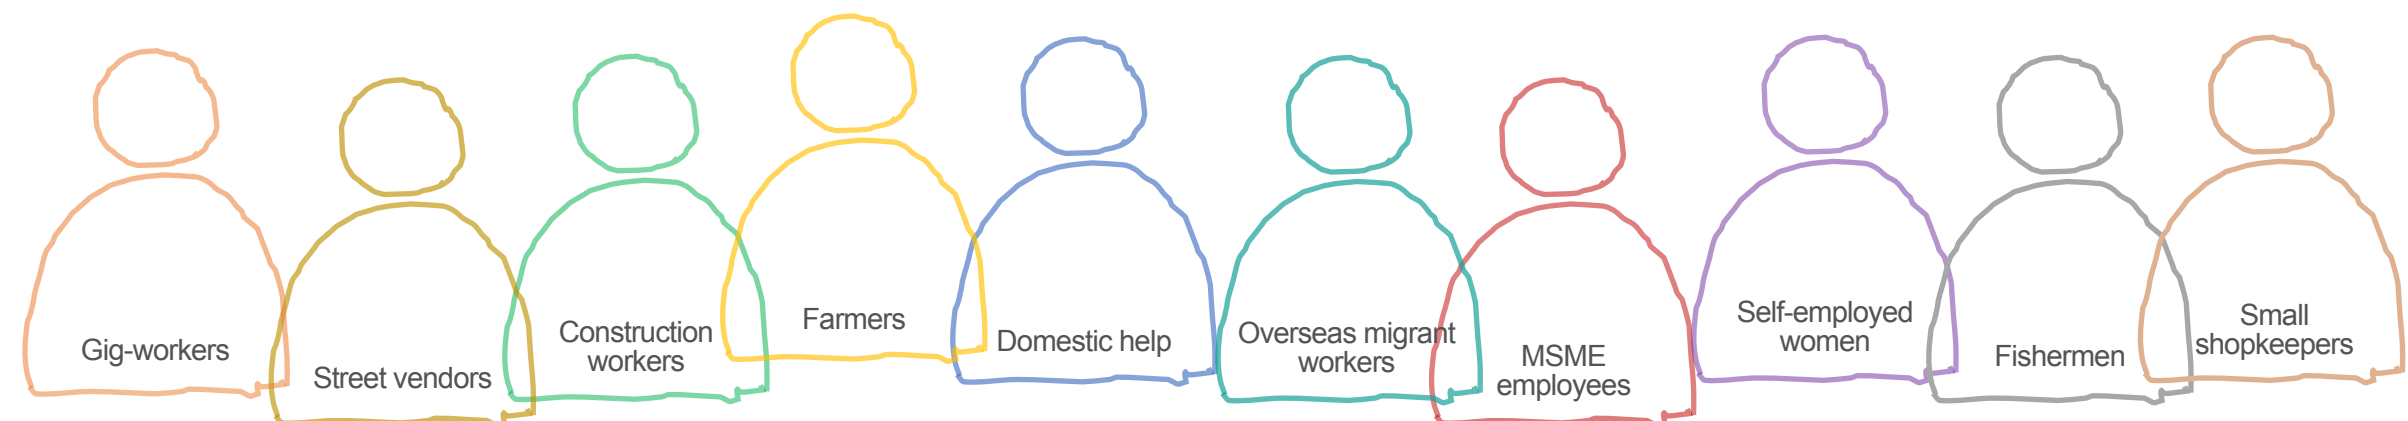 Gig-workers
Street vendors
Construction
workers
Farmers
Domestic help
Overseas migrant
workers
MSME
employees
Self-employed
women
Fishermen
Small
shopkeepers